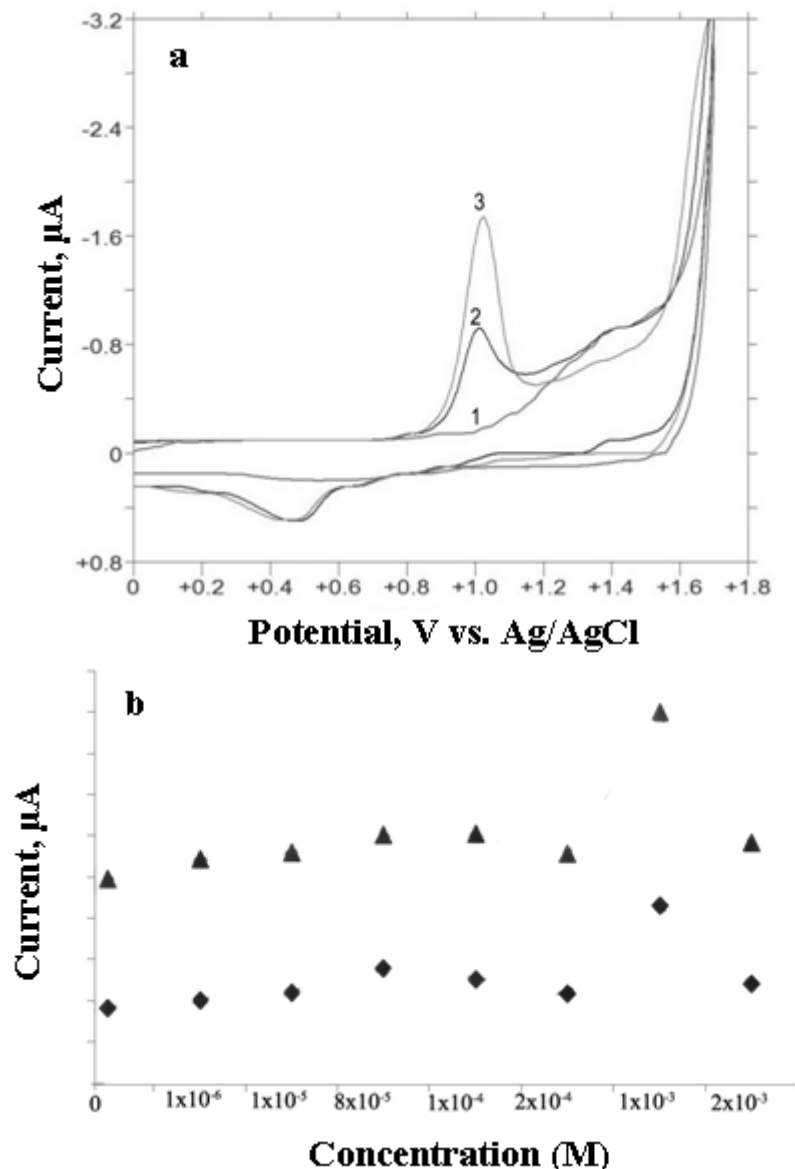 a
-3.2
-2.4
-1.6
-0.8
0
+0.8
Current, μA
3
2
1
0 +0.2 +0.4 +0.6 +0.8 +1.0 +1.2 +1.4 +1.6 +1.8
Potential, V vs. Ag/AgCl
b
Current, μA
0 1x10⁻⁶ 1x10⁻⁵ 8x10⁻⁵ 1x10⁻⁴ 2x10⁻⁴ 1x10⁻³ 2x10⁻³
Concentration (M)